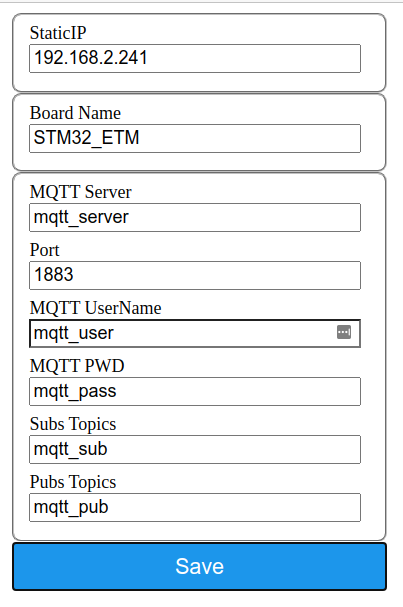 StaticIP
192.168.2.241
Board Name
STM32_ETM
MQTT Server
mqtt_server
Port
1883
MQTT UserName
mqtt_user
MQTT PWD
mqtt_pass
Subs Topics
mqtt_sub
Pubs Topics
mqtt_pub
Save